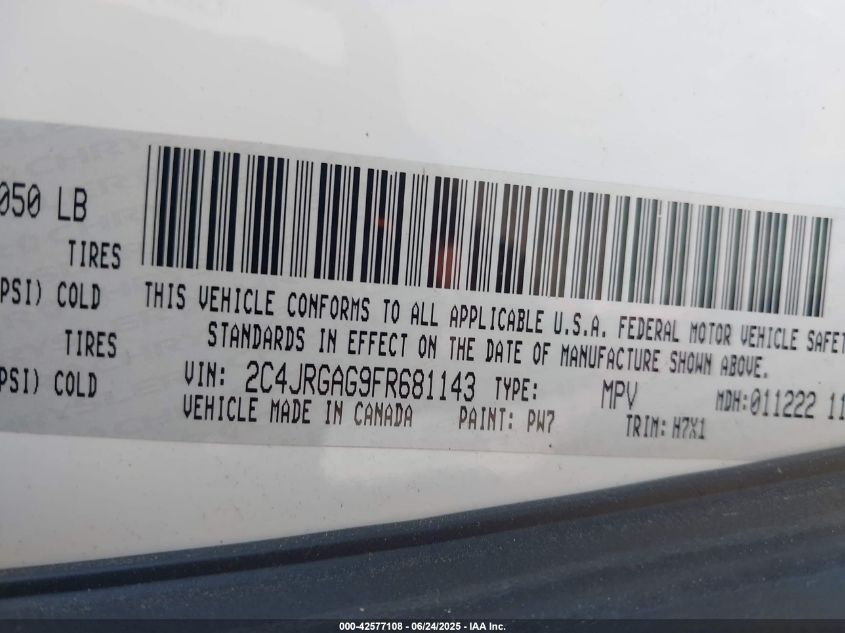 050 LB
TIRES
PSI) COLD
TIRES
PSI) COLD
THIS VEHICLE CONFORMS TO ALL APPLICABLE U.S.A. FEDERAL MOTOR VEHICLE SAFET
STANDARDS IN EFFECT ON THE DATE OF MANUFACTURE SHOWN ABOVE.
VIN: 2C4JRGAG9FR681143 TYPE: MPV MDH:011222 11
VEHICLE MADE IN CANADA PAINT: PW7 TRIM: H7X1
000-42577108 - 06/24/2025 - IAA Inc.